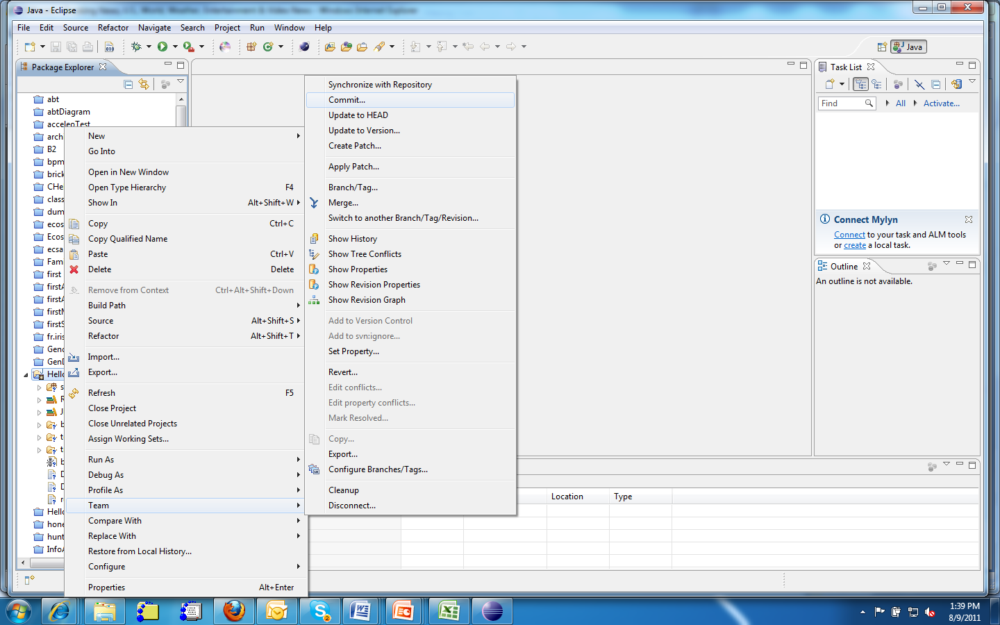 Java - Eclipse
File Edit Source Refactor Navigate Search Project Run Window Help
Java
Package Explorer
abt
abtDiagram
acceleoTest
arch
B2
bpm
brick
CHe
class
dum
ecos
Ecos
ecsa
Fam
first
firstA
firstA
firstM
firstS
fr.iris
Geno
GenD
Hello
s
R
J
b
t
t
b
D
D
r
Hello
hone
hunt
InfoA
New
Go Into
Open in New Window
Open Type Hierarchy F4
Show In Alt+Shift+W
Copy Ctrl+C
Copy Qualified Name
Paste Ctrl+V
Delete Delete
Remove from Context Ctrl+Alt+Shift+Down
Build Path
Source Alt+Shift+S
Refactor Alt+Shift+T
Import...
Export...
Refresh F5
Close Project
Close Unrelated Projects
Assign Working Sets...
Run As
Debug As
Profile As
Team
Compare With
Replace With
Restore from Local History...
Configure
Properties Alt+Enter
Synchronize with Repository
Commit...
Update to HEAD
Update to Version...
Create Patch...
Apply Patch...
Branch/Tag...
Merge...
Switch to another Branch/Tag/Revision...
Show History
Show Tree Conflicts
Show Properties
Show Revision Properties
Show Revision Graph
Add to Version Control
Add to svn:ignore...
Set Property...
Revert...
Edit conflicts...
Edit property conflicts...
Mark Resolved...
Copy...
Export...
Configure Branches/Tags...
Cleanup
Disconnect...
Location Type
Task List
Find All Activate...
Connect Mylyn
Connect to your task and ALM tools
or create a local task.
Outline
An outline is not available.
1:39 PM
8/9/2011